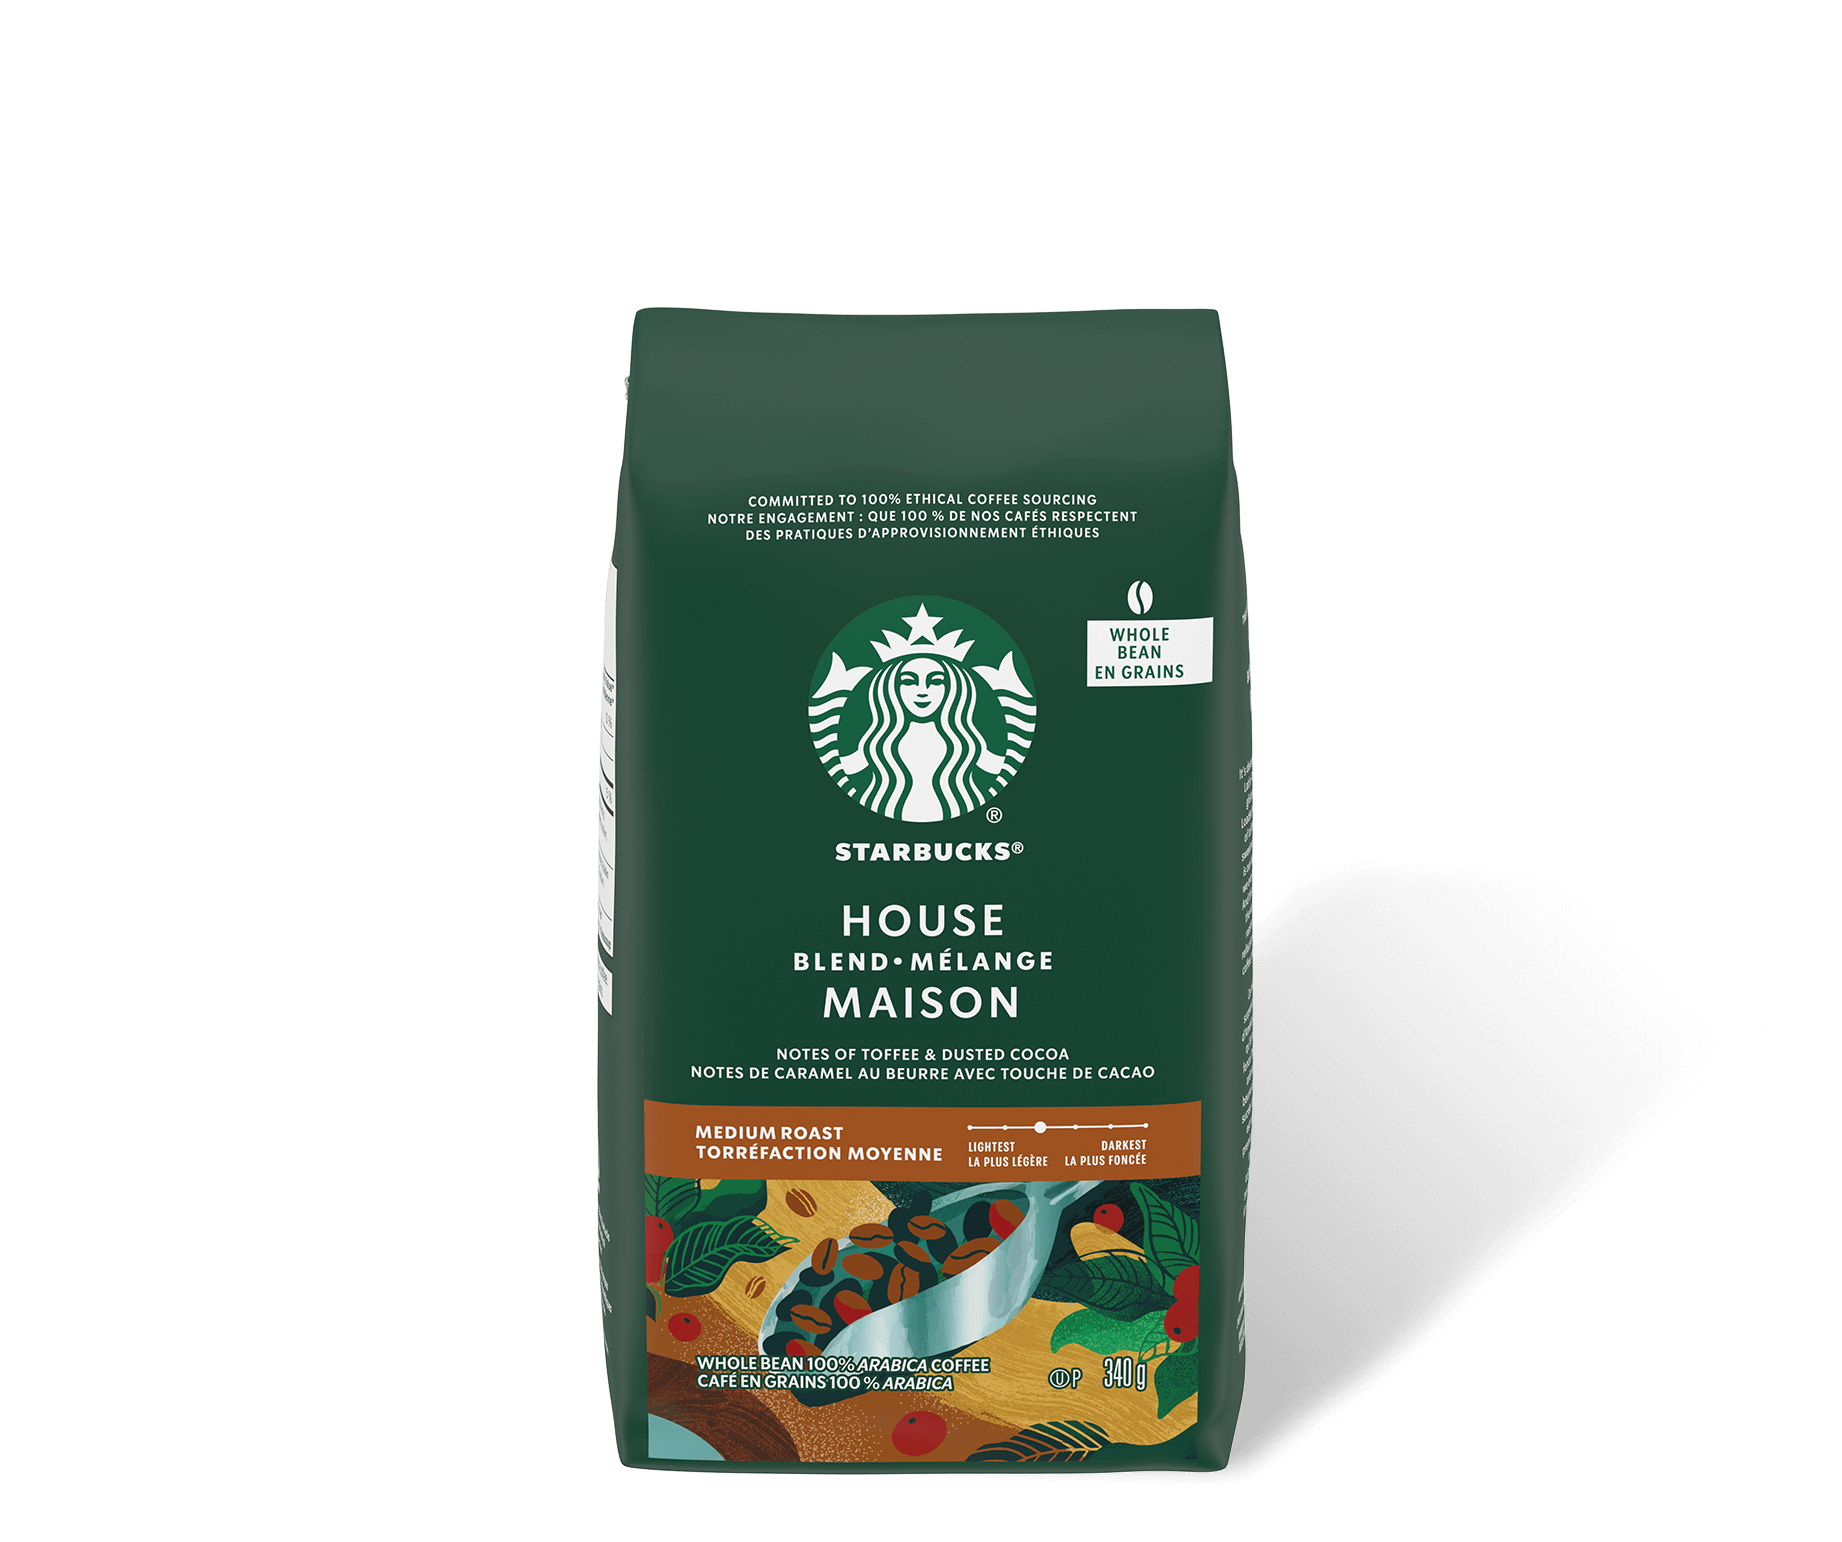 COMMITTED TO 100% ETHICAL COFFEE SOURCING
NOTRE ENGAGEMENT : QUE 100 % DE NOS CAFÉS RESPECTENT
DES PRATIQUES D'APPROVISIONNEMENT ÉTHIQUES
WHOLE
BEAN
EN GRAINS
®
STARBUCKS®
HOUSE
BLEND • MÉLANGE
MAISON
NOTES OF TOFFEE & DUSTED COCOA
NOTES DE CARAMEL AU BEURRE AVEC TOUCHE DE CACAO
MEDIUM ROAST
TORRÉFACTION MOYENNE
LIGHTEST
LA PLUS LÉGÈRE
DARKEST
LA PLUS FONCÉE
WHOLE BEAN 100% ARABICA COFFEE
CAFÉ EN GRAINS 100 % ARABICA
Ⓤ P
340 g